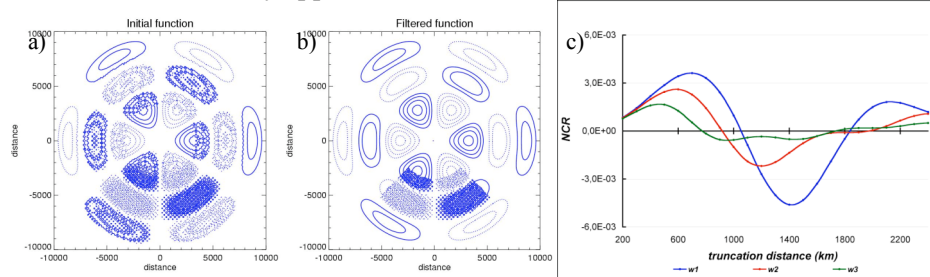 Initial function
a)
10000
5000
0
-5000
-10000
distance
-10000 -5000 0 5000 10000
distance
Filtered function
b)
10000
5000
0
-5000
-10000
distance
-10000 -5000 0 5000 10000
distance
c)
6,0E-03
3,0E-03
0,0E+00
-3,0E-03
-6,0E-03
NCR
200 600 1000 1400 1800 2200
truncation distance (km)
w1 w2 w3